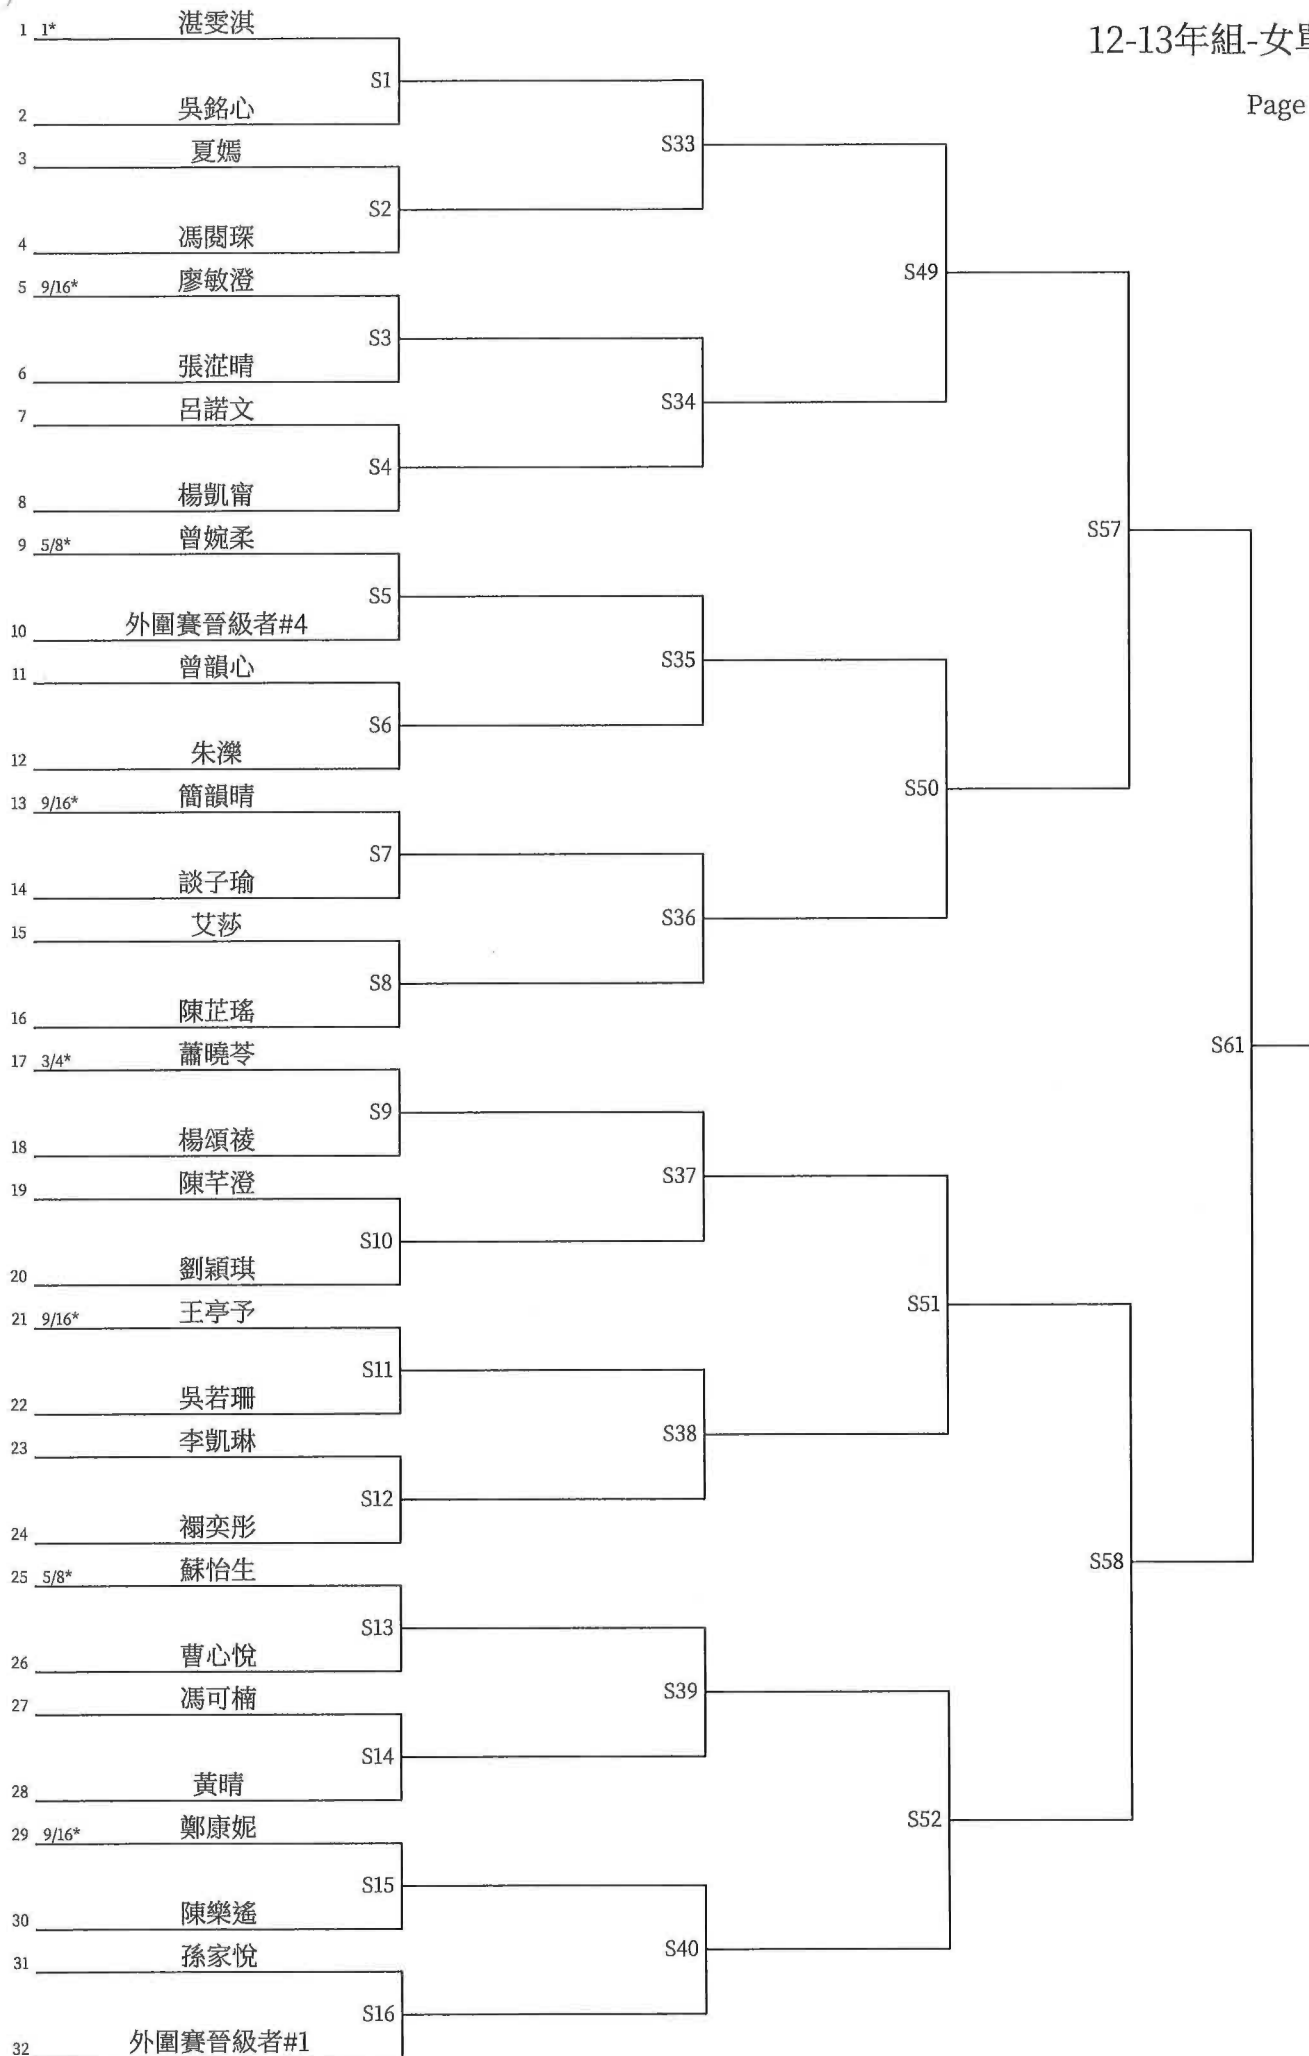 12-13年組-女單
Page
1 1* 湛雯淇
S1
2 吳銘心
S33
3 夏嫣
S2
4 馮閱琛
S49
5 9/16* 廖敏澄
S3
6 張涖晴
S34
7 呂諾文
S4
8 楊凱甯
S57
9 5/8* 曾婉柔
S5
10 外圍賽晉級者#4
S35
11 曾韻心
S6
12 朱濼
S50
13 9/16* 簡韻晴
S7
14 談子瑜
S36
15 艾莎
S8
16 陳芷瑤
S61
17 3/4* 蕭曉苓
S9
18 楊頌祾
S37
19 陳芊澄
S10
20 劉穎琪
S51
21 9/16* 王亭予
S11
22 吳若珊
S38
23 李凱琳
S12
24 禤奕彤
S58
25 5/8* 蘇怡生
S13
26 曹心悅
S39
27 馮可楠
S14
28 黃晴
S52
29 9/16* 鄭康妮
S15
30 陳樂遙
S40
31 孫家悅
S16
32 外圍賽晉級者#1